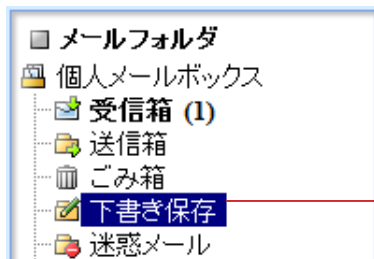 メールフォルダ
個人メールボックス
受信箱 (1)
送信箱
ごみ箱
下書き保存
迷惑メール